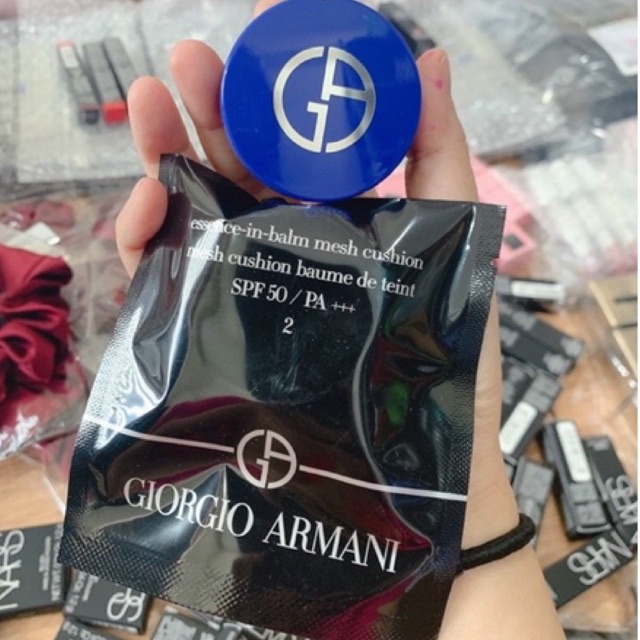 GA
essence-in-balm mesh cushion
mesh cushion baume de teint
SPF 50 / PA +++
2
GA
GIORGIO ARMANI
NARS
NARS
NARS